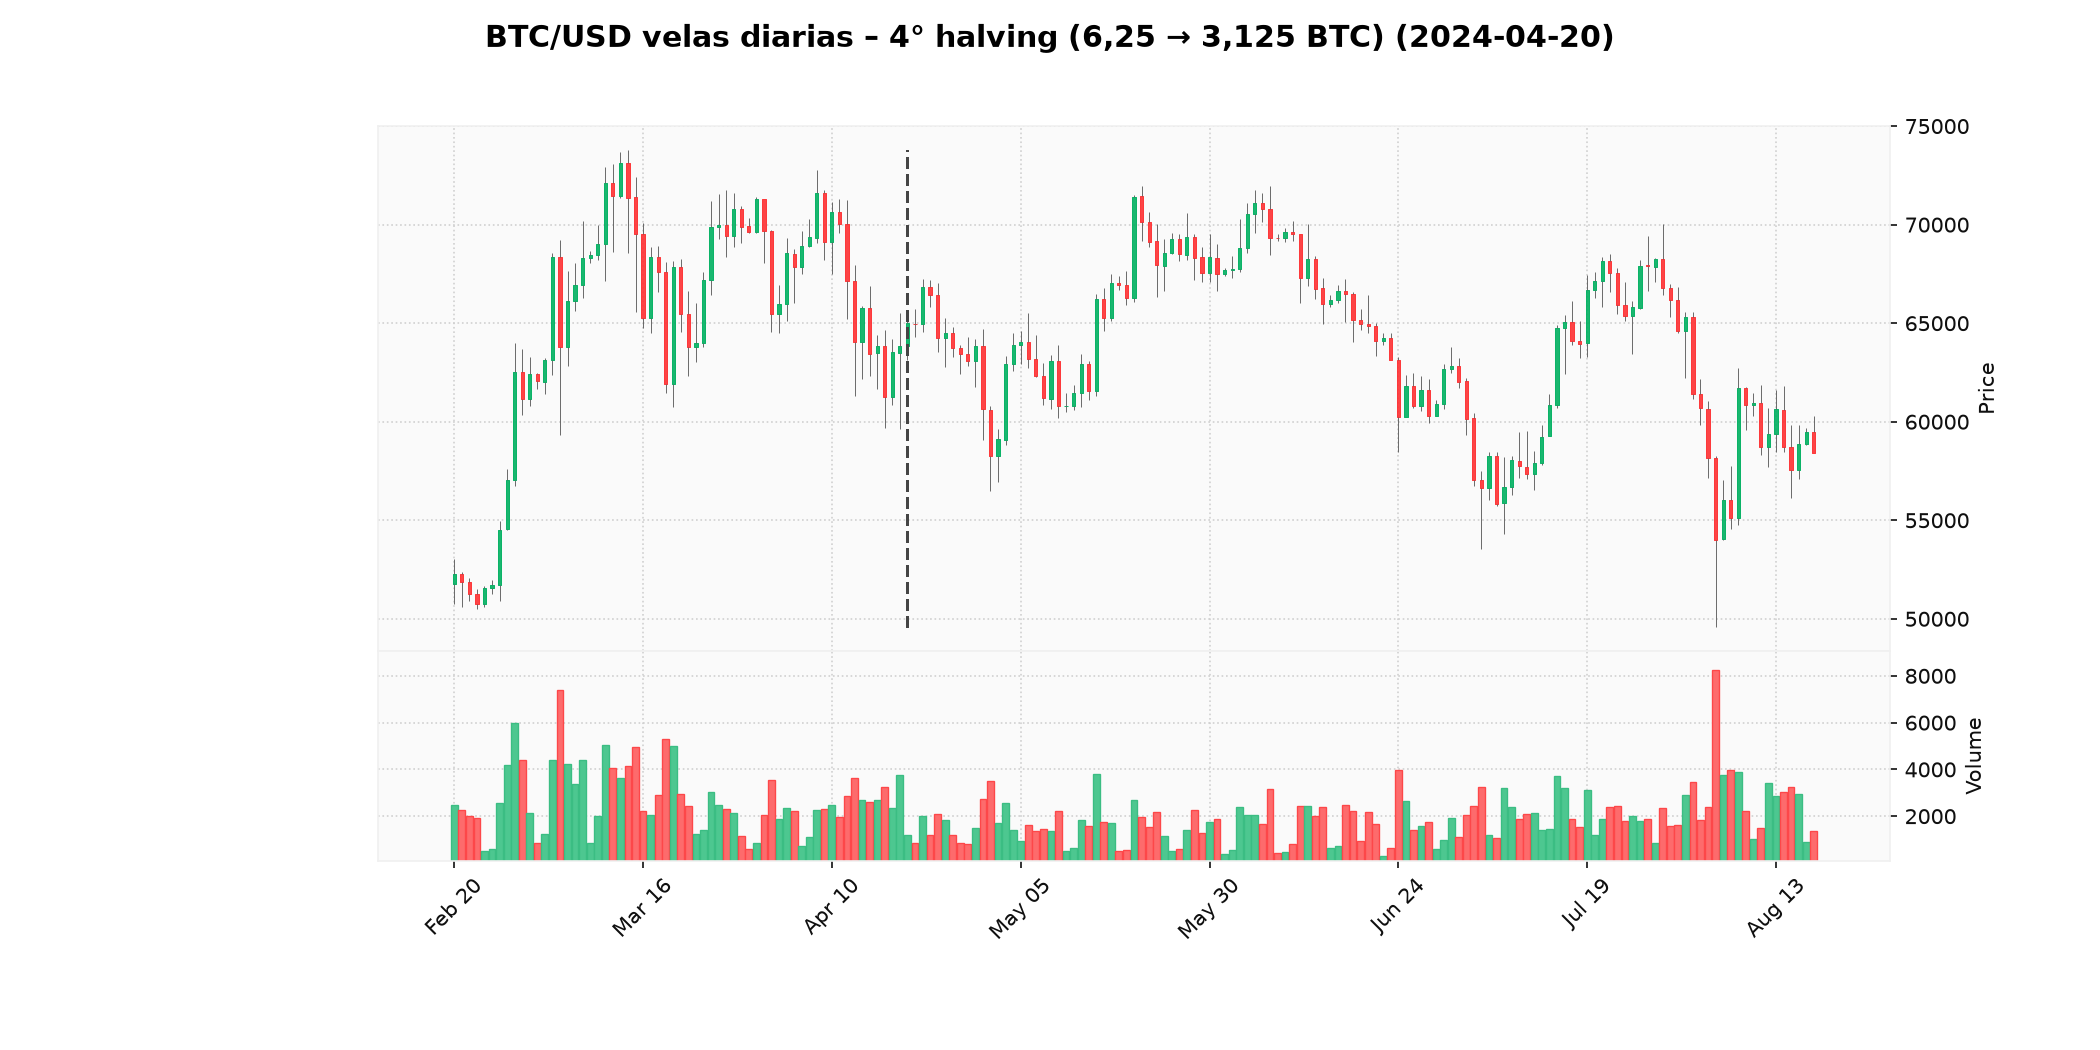 BTC/USD velas diarias – 4° halving (6,25 → 3,125 BTC) (2024-04-20)
75000
70000
65000
60000
55000
50000
Price
8000
6000
4000
2000
Volume
Feb 20
Mar 16
Apr 10
May 05
May 30
Jun 24
Jul 19
Aug 13